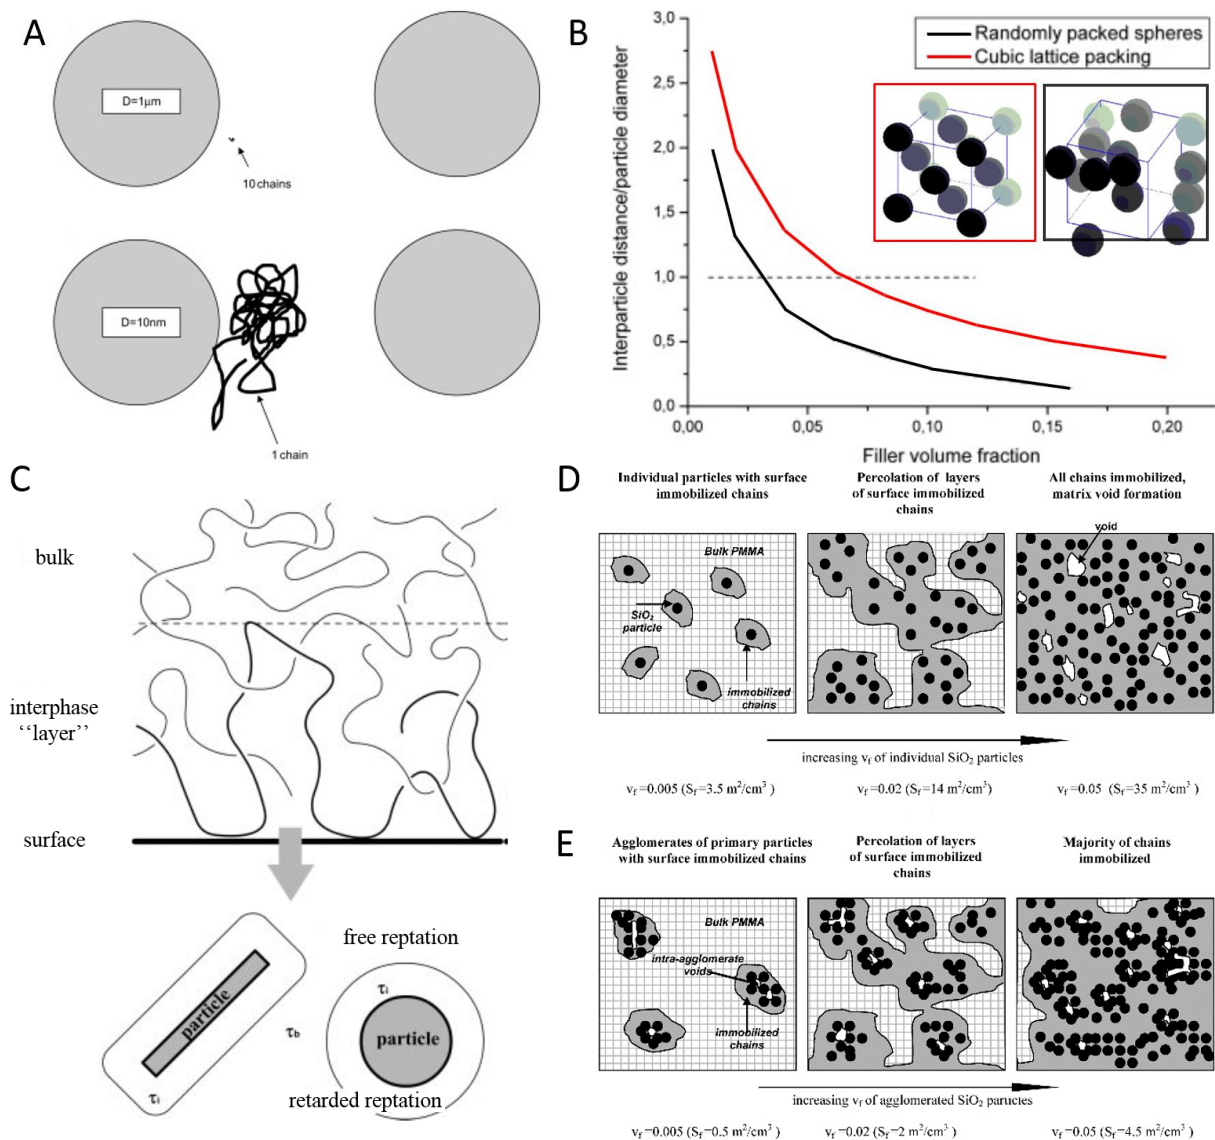 A
D=1µm
10 chains
D=10nm
1 chain
B
Interparticle distance/particle diameter
3,0
2,5
2,0
1,5
1,0
0,5
0,0
0,00
0,05
0,10
0,15
0,20
Filler volume fraction
Randomly packed spheres
Cubic lattice packing
C
bulk
interphase
“layer”
surface
free reptation
particle
τi
τb
τi
particle
retarded reptation
D
Individual particles with surface
immobilized chains
Percolation of layers
of surface immobilized
chains
All chains immobilized,
matrix void formation
Bulk PMMA
SiO₂
particle
immobilized
chains
void
increasing vf of individual SiO₂ particles
vf=0.005 (Sf=3.5 m²/cm³ )
vf=0.02 (Sf=14 m²/cm³)
vf=0.05 (Sf=35 m²/cm³)
E
Agglomerates of primary particles
with surface immobilized chains
Percolation of layers
of surface immobilized
chains
Majority of chains
immobilized
Bulk PMMA
intra-agglomerate
voids
immobilized
chains
increasing vf of agglomerated SiO₂ particles
vf=0.005 (Sf=0.5 m²/cm³ )
vf=0.02 (Sf=2 m²/cm³)
vf=0.05 (Sf=4.5 m²/cm³)